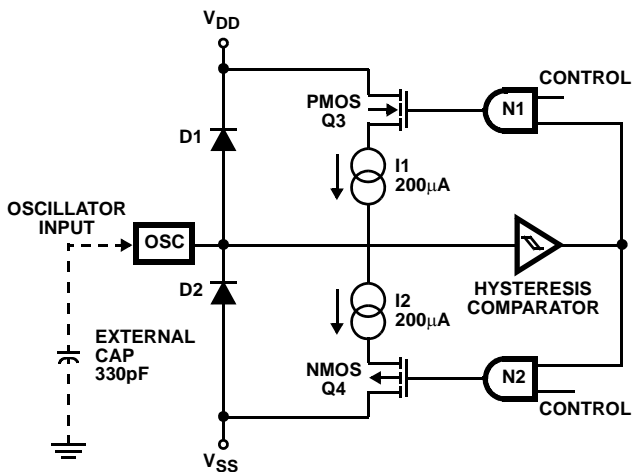 VDD
CONTROL
PMOS
Q3
N1
D1
I1
200μA
OSCILLATOR
INPUT
OSC
HYSTERESIS
COMPARATOR
D2
I2
200μA
EXTERNAL
CAP
330pF
NMOS
Q4
N2
CONTROL
VSS